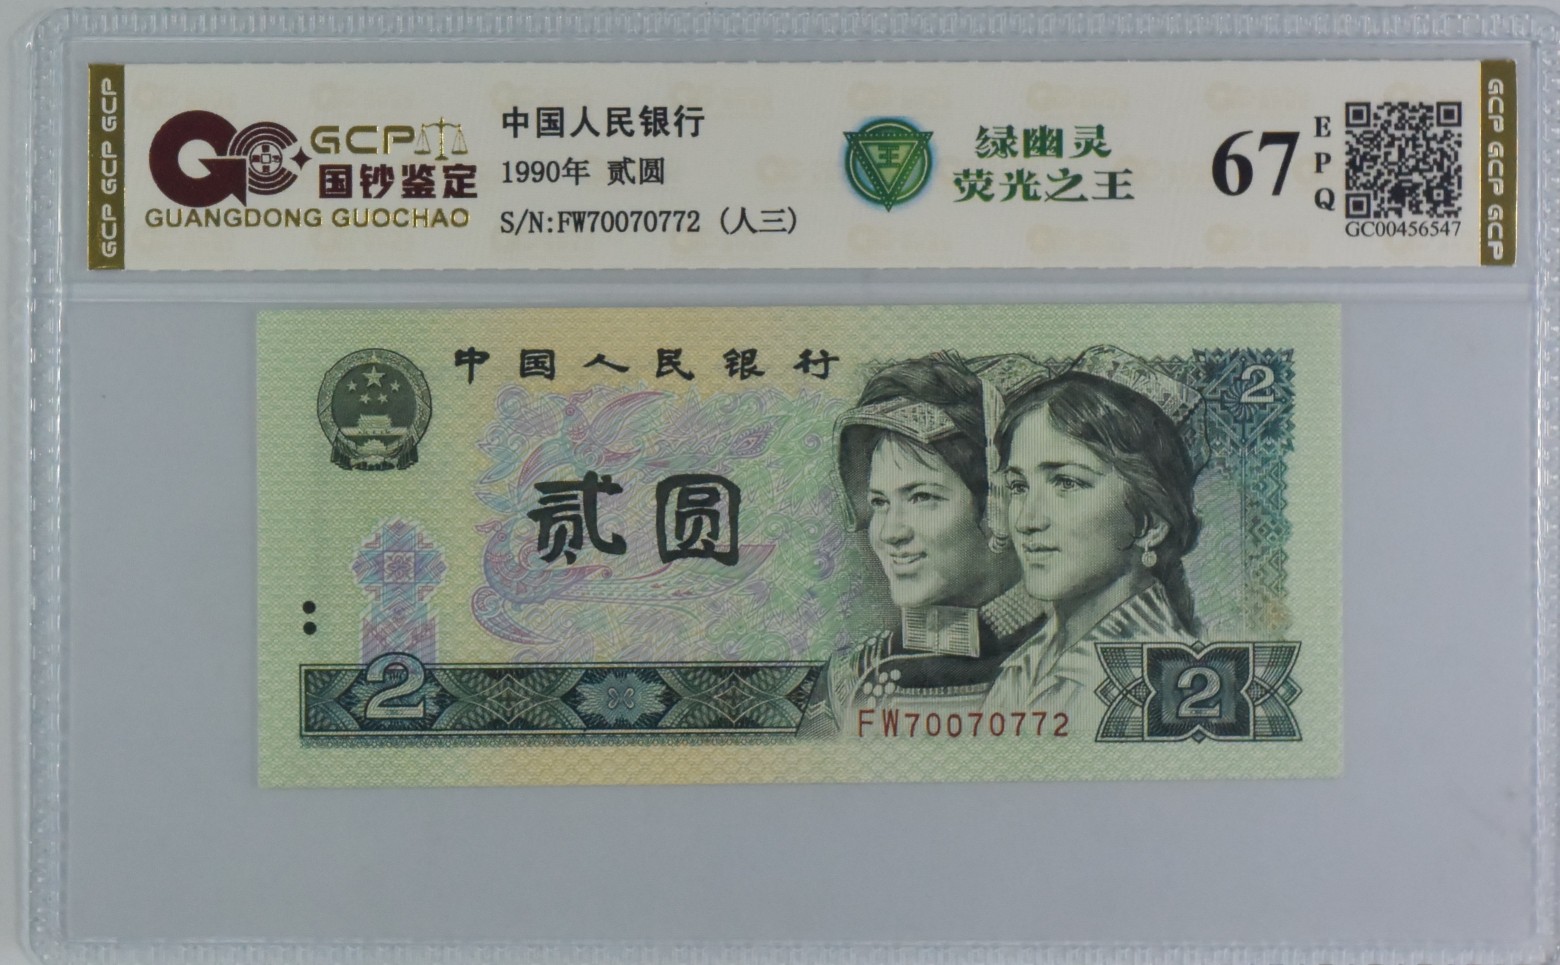 GCP GCP GCP
GCP
国钞鉴定
GUANGDONG GUOCHAO
中国人民银行
1990年 贰圆
S/N:FW70070772 (人三)
王
绿幽灵
荧光之王
67
EPQ
GC00456547
GCP GCP GCP
中国人民银行
2
贰圆
2
FW70070772
2